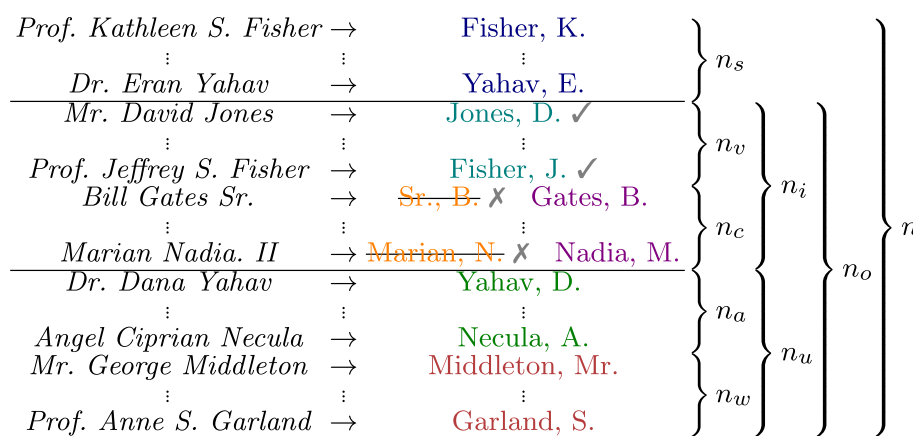 Prof. Kathleen S. Fisher → Fisher, K.
⋮ ⋮ ⋮ n_s
Dr. Eran Yahav → Yahav, E.
Mr. David Jones → Jones, D. ✓
⋮ ⋮ ⋮ n_v
Prof. Jeffrey S. Fisher → Fisher, J. ✓ n_i
Bill Gates Sr. → Sr., B. ✗ Gates, B.
⋮ ⋮ ⋮ n_c n
Marian Nadia. II → Marian, N. ✗ Nadia, M. n_o
Dr. Dana Yahav → Yahav, D.
⋮ ⋮ ⋮ n_a
Angel Ciprian Necula → Necula, A. n_u
Mr. George Middleton → Middleton, Mr.
⋮ ⋮ ⋮ n_w
Prof. Anne S. Garland → Garland, S.